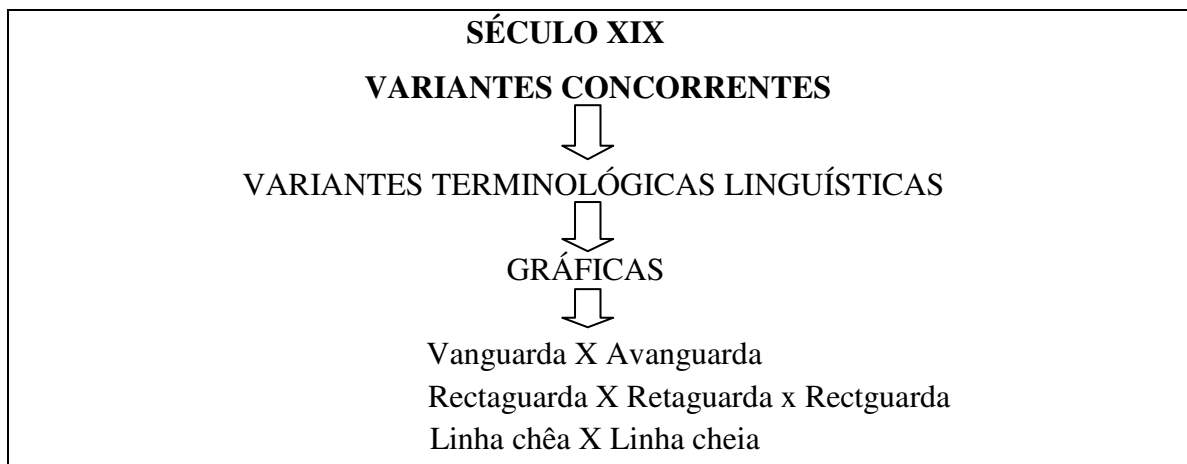 SÉCULO XIX
VARIANTES CONCORRENTES
VARIANTES TERMINOLÓGICAS LINGUÍSTICAS
GRÁFICAS
Vanguarda X Avanguarda
Rectaguarda X Retaguarda x Rectguarda
Linha chêa X Linha cheia